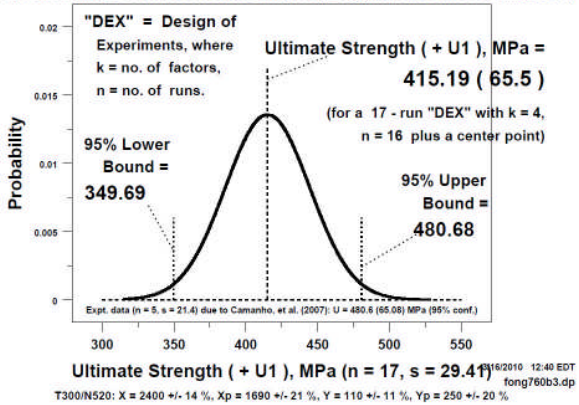 "DEX" = Design of
Experiments, where
k = no. of factors,
n = no. of runs.
Ultimate Strength ( + U1 ), MPa =
415.19 ( 65.5 )
(for a 17 - run "DEX" with k = 4,
n = 16 plus a center point)
95% Lower
Bound =
349.69
95% Upper
Bound =
480.68
Probability
0.02
0.015
0.01
0.005
0
Expt. data (n = 5, s = 21.4) due to Camanho, et al. (2007): U = 480.6 (65.08) MPa (95% conf.)
300 350 400 450 500 550
Ultimate Strength ( + U1 ), MPa (n = 17, s = 29.41)
/16/2010 12:40 EDT
fong760b3.dp
T300/N520: X = 2400 +/- 14 %, Xp = 1690 +/- 21 %, Y = 110 +/- 11 %, Yp = 250 +/- 20 %